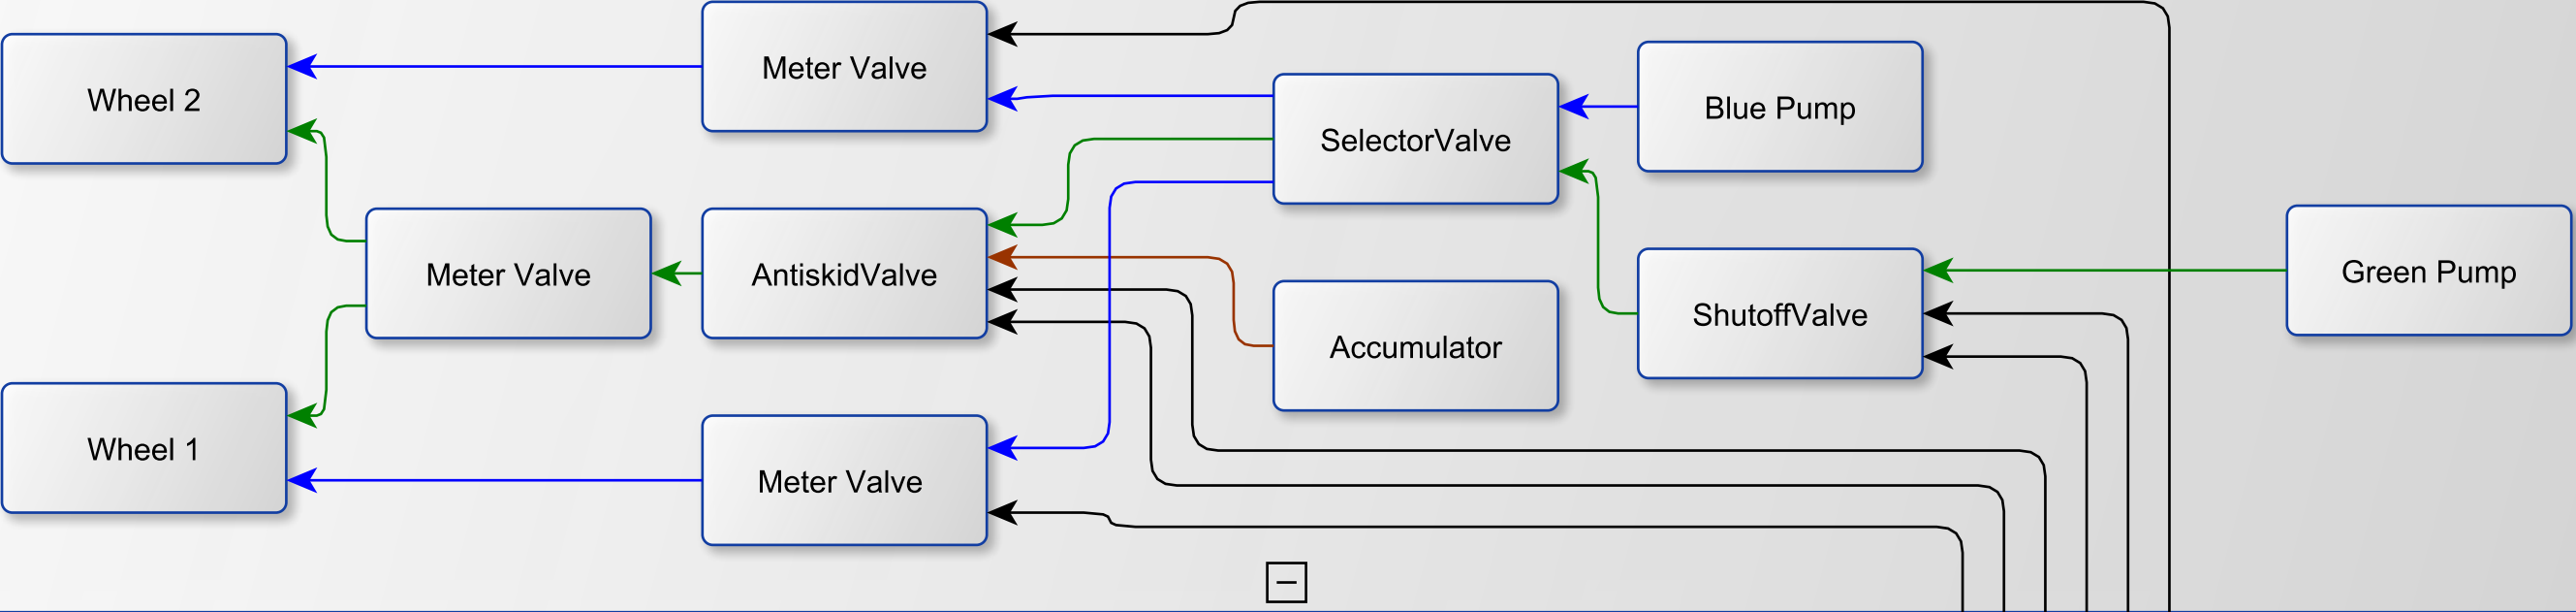 Meter Valve
Wheel 2
Blue Pump
SelectorValve
Meter Valve
AntiskidValve
Green Pump
ShutoffValve
Accumulator
Wheel 1
Meter Valve